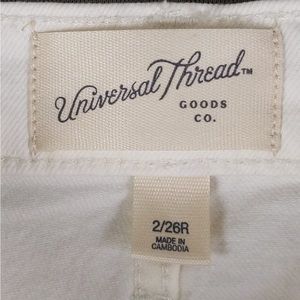 Universal Thread™
GOODS
CO.
2/26R
MADE IN
CAMBODIA